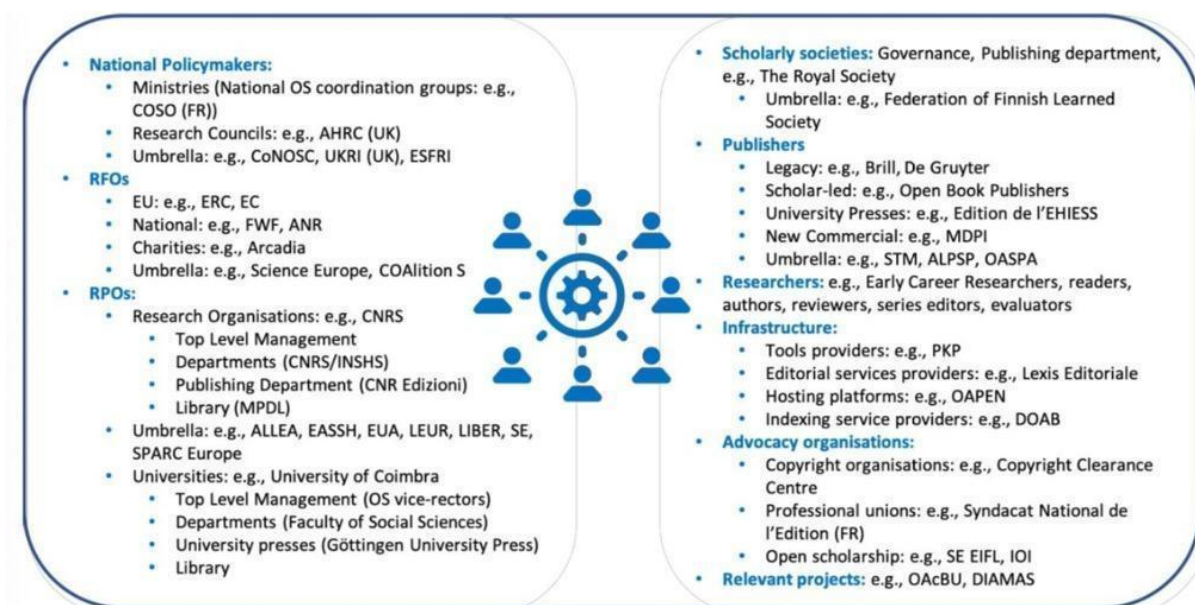 National Policymakers:
Ministries (National OS coordination groups: e.g.,
COSO (FR))
Research Councils: e.g., AHRC (UK)
Umbrella: e.g., CoNOSC, UKRI (UK), ESFRI
RFOs
EU: e.g., ERC, EC
National: e.g., FWF, ANR
Charities: e.g., Arcadia
Umbrella: e.g., Science Europe, COAlition S
RPOs:
Research Organisations: e.g., CNRS
Top Level Management
Departments (CNRS/INSHS)
Publishing Department (CNR Edizioni)
Library (MPDL)
Umbrella: e.g., ALLEA, EASSH, EUA, LEUR, LIBER, SE,
SPARC Europe
Universities: e.g., University of Coimbra
Top Level Management (OS vice-rectors)
Departments (Faculty of Social Sciences)
University presses (Göttingen University Press)
Library
Scholarly societies: Governance, Publishing department,
e.g., The Royal Society
Umbrella: e.g., Federation of Finnish Learned
Society
Publishers
Legacy: e.g., Brill, De Gruyter
Scholar-led: e.g., Open Book Publishers
University Presses: e.g., Edition de l'EHIESS
New Commercial: e.g., MDPI
Umbrella: e.g., STM, ALPSP, OASPA
Researchers: e.g., Early Career Researchers, readers,
authors, reviewers, series editors, evaluators
Infrastructure:
Tools providers: e.g., PKP
Editorial services providers: e.g., Lexis Editoriale
Hosting platforms: e.g., OAPEN
Indexing service providers: e.g., DOAB
Advocacy organisations:
Copyright organisations: e.g., Copyright Clearance
Centre
Professional unions: e.g., Syndacat National de
l'Edition (FR)
Open scholarship: e.g., SE EIFL, IOI
Relevant projects: e.g., OAcBU, DIAMAS